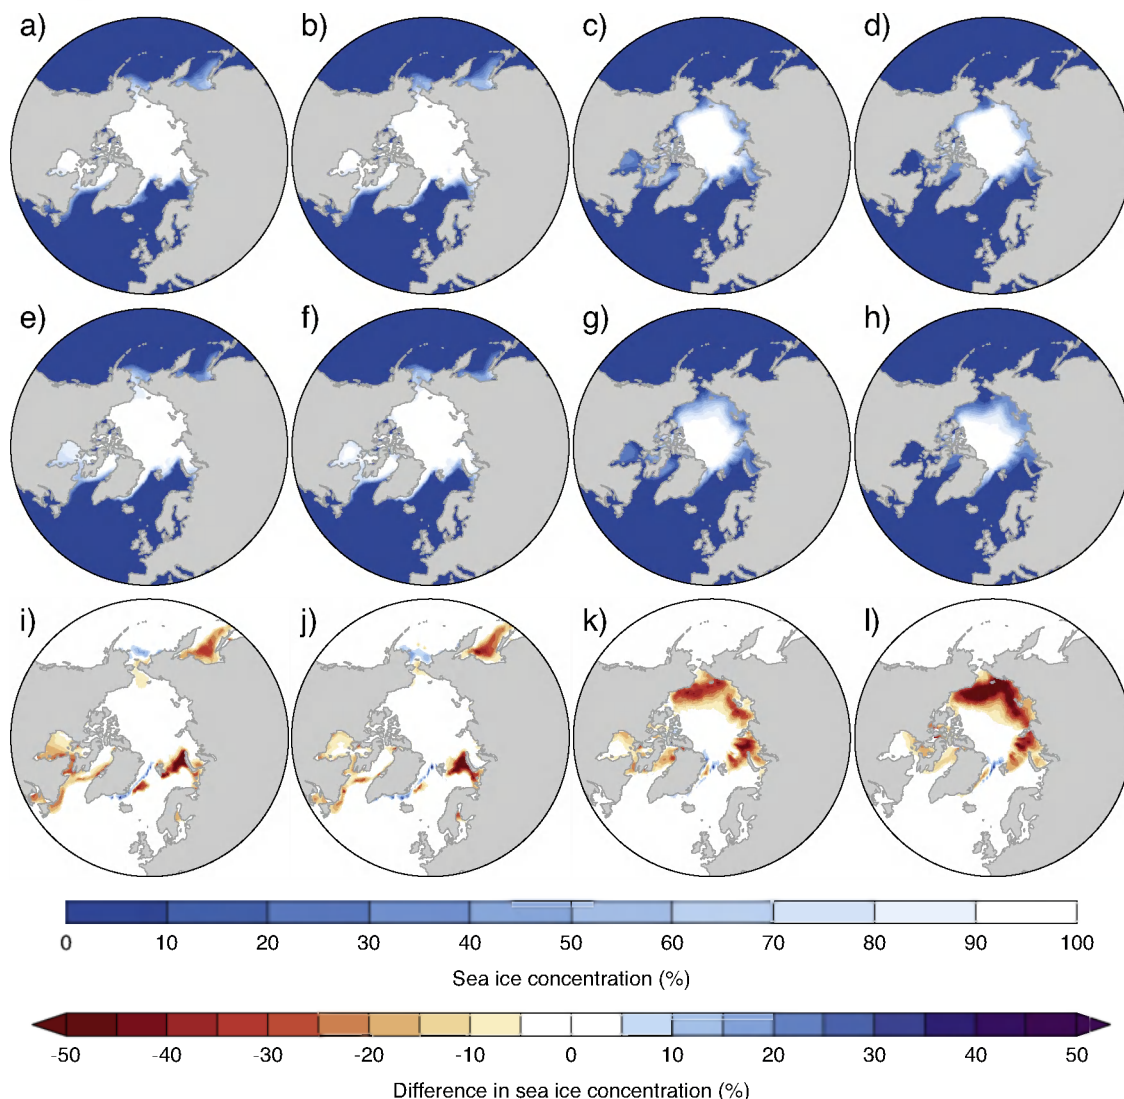 a) b) c) d)
e) f) g) h)
i) j) k) l)
0 10 20 30 40 50 60 70 80 90 100
Sea ice concentration (%)
-50 -40 -30 -20 -10 0 10 20 30 40 50
Difference in sea ice concentration (%)